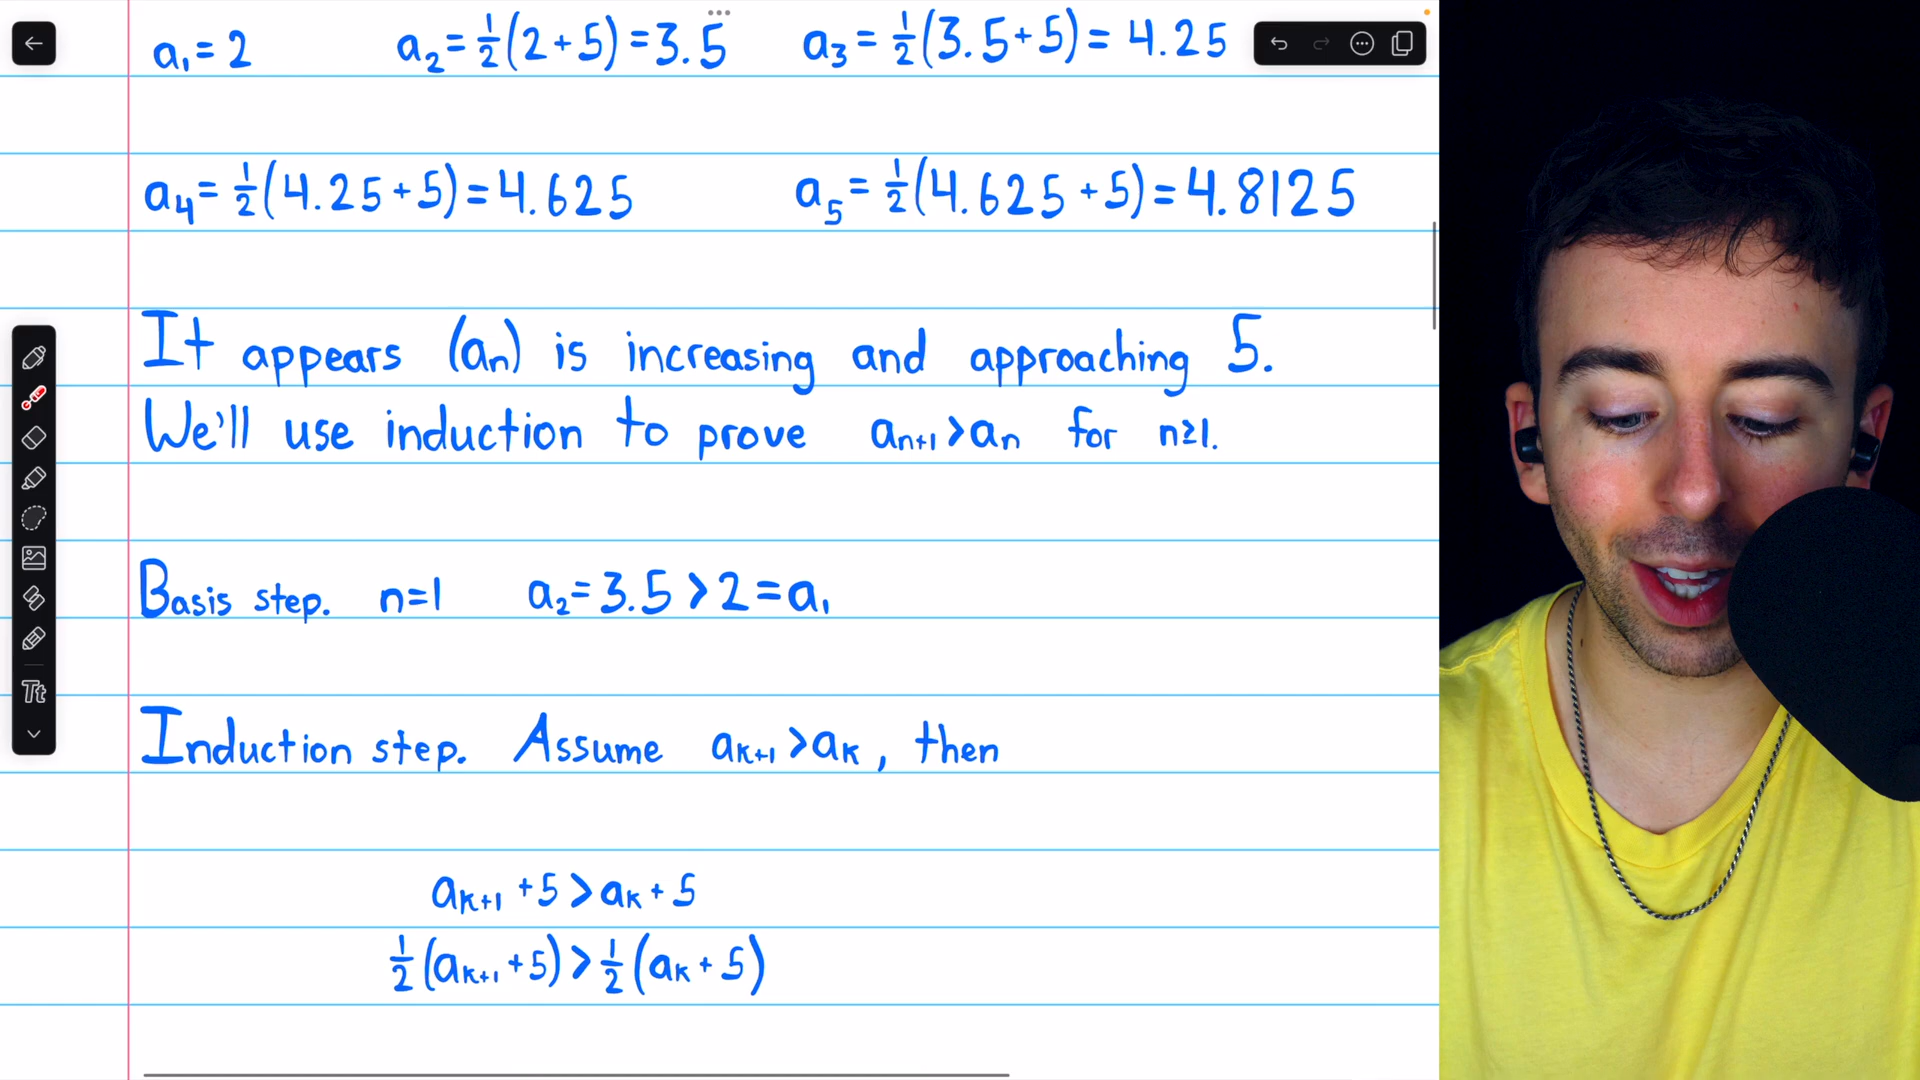 a₁ = 2 a₂ = ½(2+5) = 3.5 a₃ = ½(3.5+5) = 4.25
a₄ = ½(4.25+5) = 4.625 a₅ = ½(4.625+5) = 4.8125
It appears (aₙ) is increasing and approaching 5.
We'll use induction to prove aₙ₊₁ > aₙ for n≥1.
Basis step. n=1 a₂ = 3.5 > 2 = a₁
Induction step. Assume aₖ₊₁ > aₖ, then
aₖ₊₁ + 5 > aₖ + 5
½(aₖ₊₁ + 5) > ½(aₖ + 5)
Tt